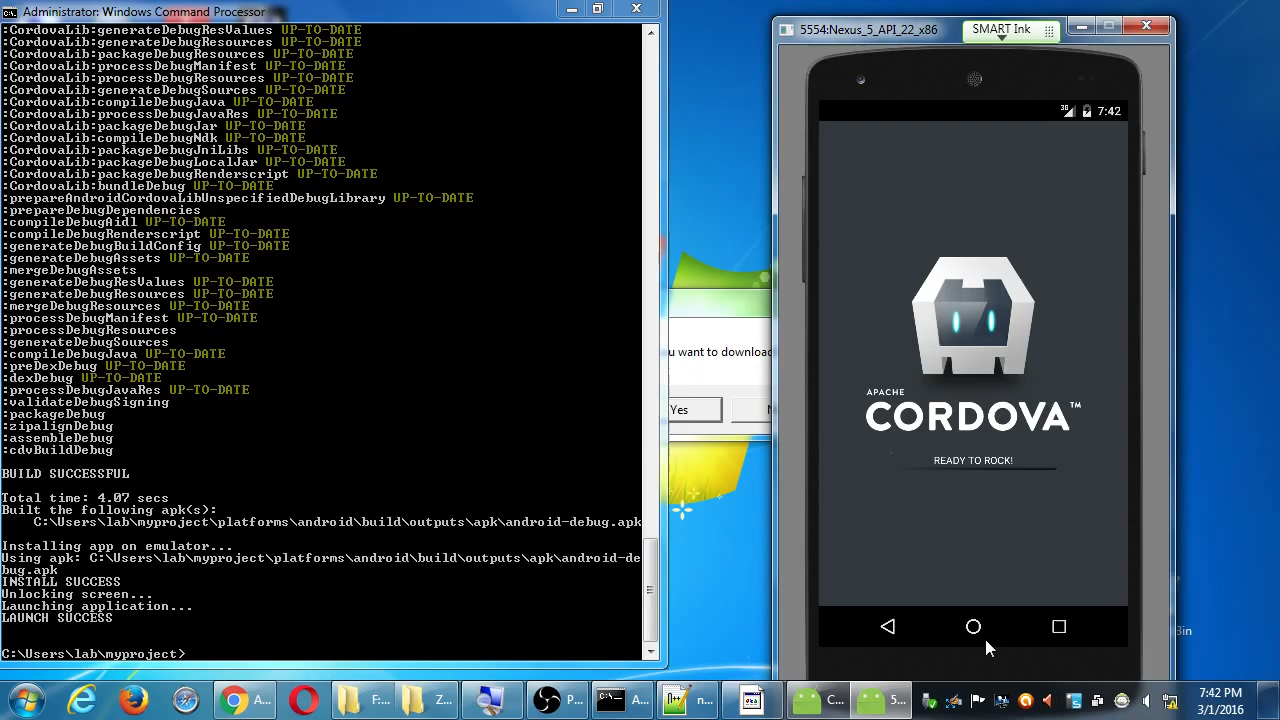 Administrator: Windows Command Processor
:CordovaLib:generateDebugResValues UP-TO-DATE
:CordovaLib:generateDebugResources UP-TO-DATE
:CordovaLib:packageDebugResources UP-TO-DATE
:CordovaLib:processDebugManifest UP-TO-DATE
:CordovaLib:processDebugResources UP-TO-DATE
:CordovaLib:generateDebugSources UP-TO-DATE
:CordovaLib:compileDebugJava UP-TO-DATE
:CordovaLib:processDebugJavaRes UP-TO-DATE
:CordovaLib:packageDebugJar UP-TO-DATE
:CordovaLib:compileDebugNdk UP-TO-DATE
:CordovaLib:packageDebugJniLibs UP-TO-DATE
:CordovaLib:packageDebugLocalJar UP-TO-DATE
:CordovaLib:packageDebugRenderscript UP-TO-DATE
:CordovaLib:bundleDebug UP-TO-DATE
:prepareAndroidCordovaLibUnspecifiedDebugLibrary UP-TO-DATE
:prepareDebugDependencies
:compileDebugAidl UP-TO-DATE
:compileDebugRenderscript UP-TO-DATE
:generateDebugBuildConfig UP-TO-DATE
:generateDebugAssets UP-TO-DATE
:mergeDebugAssets
:generateDebugResValues UP-TO-DATE
:generateDebugResources UP-TO-DATE
:mergeDebugResources UP-TO-DATE
:processDebugManifest UP-TO-DATE
:processDebugResources
:generateDebugSources
:compileDebugJava UP-TO-DATE
:preDexDebug UP-TO-DATE
:dexDebug UP-TO-DATE
:processDebugJavaRes UP-TO-DATE
:validateDebugSigning
:packageDebug
:zipalignDebug
:assembleDebug
:cdvBuildDebug
BUILD SUCCESSFUL
Total time: 4.07 secs
Built the following apk(s):
C:\Users\lab\myproject\platforms\android\build\outputs\apk\android-debug.apk
Installing app on emulator...
Using apk: C:\Users\lab\myproject\platforms\android\build\outputs\apk\android-de
bug.apk
INSTALL SUCCESS
Unlocking screen...
Launching application...
LAUNCH SUCCESS
C:\Users\lab\myproject>
u want to download
Yes
N
5554:Nexus_5_API_22_x86
SMART Ink
3G
7:42
APACHE
CORDOVA™
READY TO ROCK!
Bin
A...
F...
Z...
P...
A...
n...
C...
5...
7:42 PM
3/1/2016